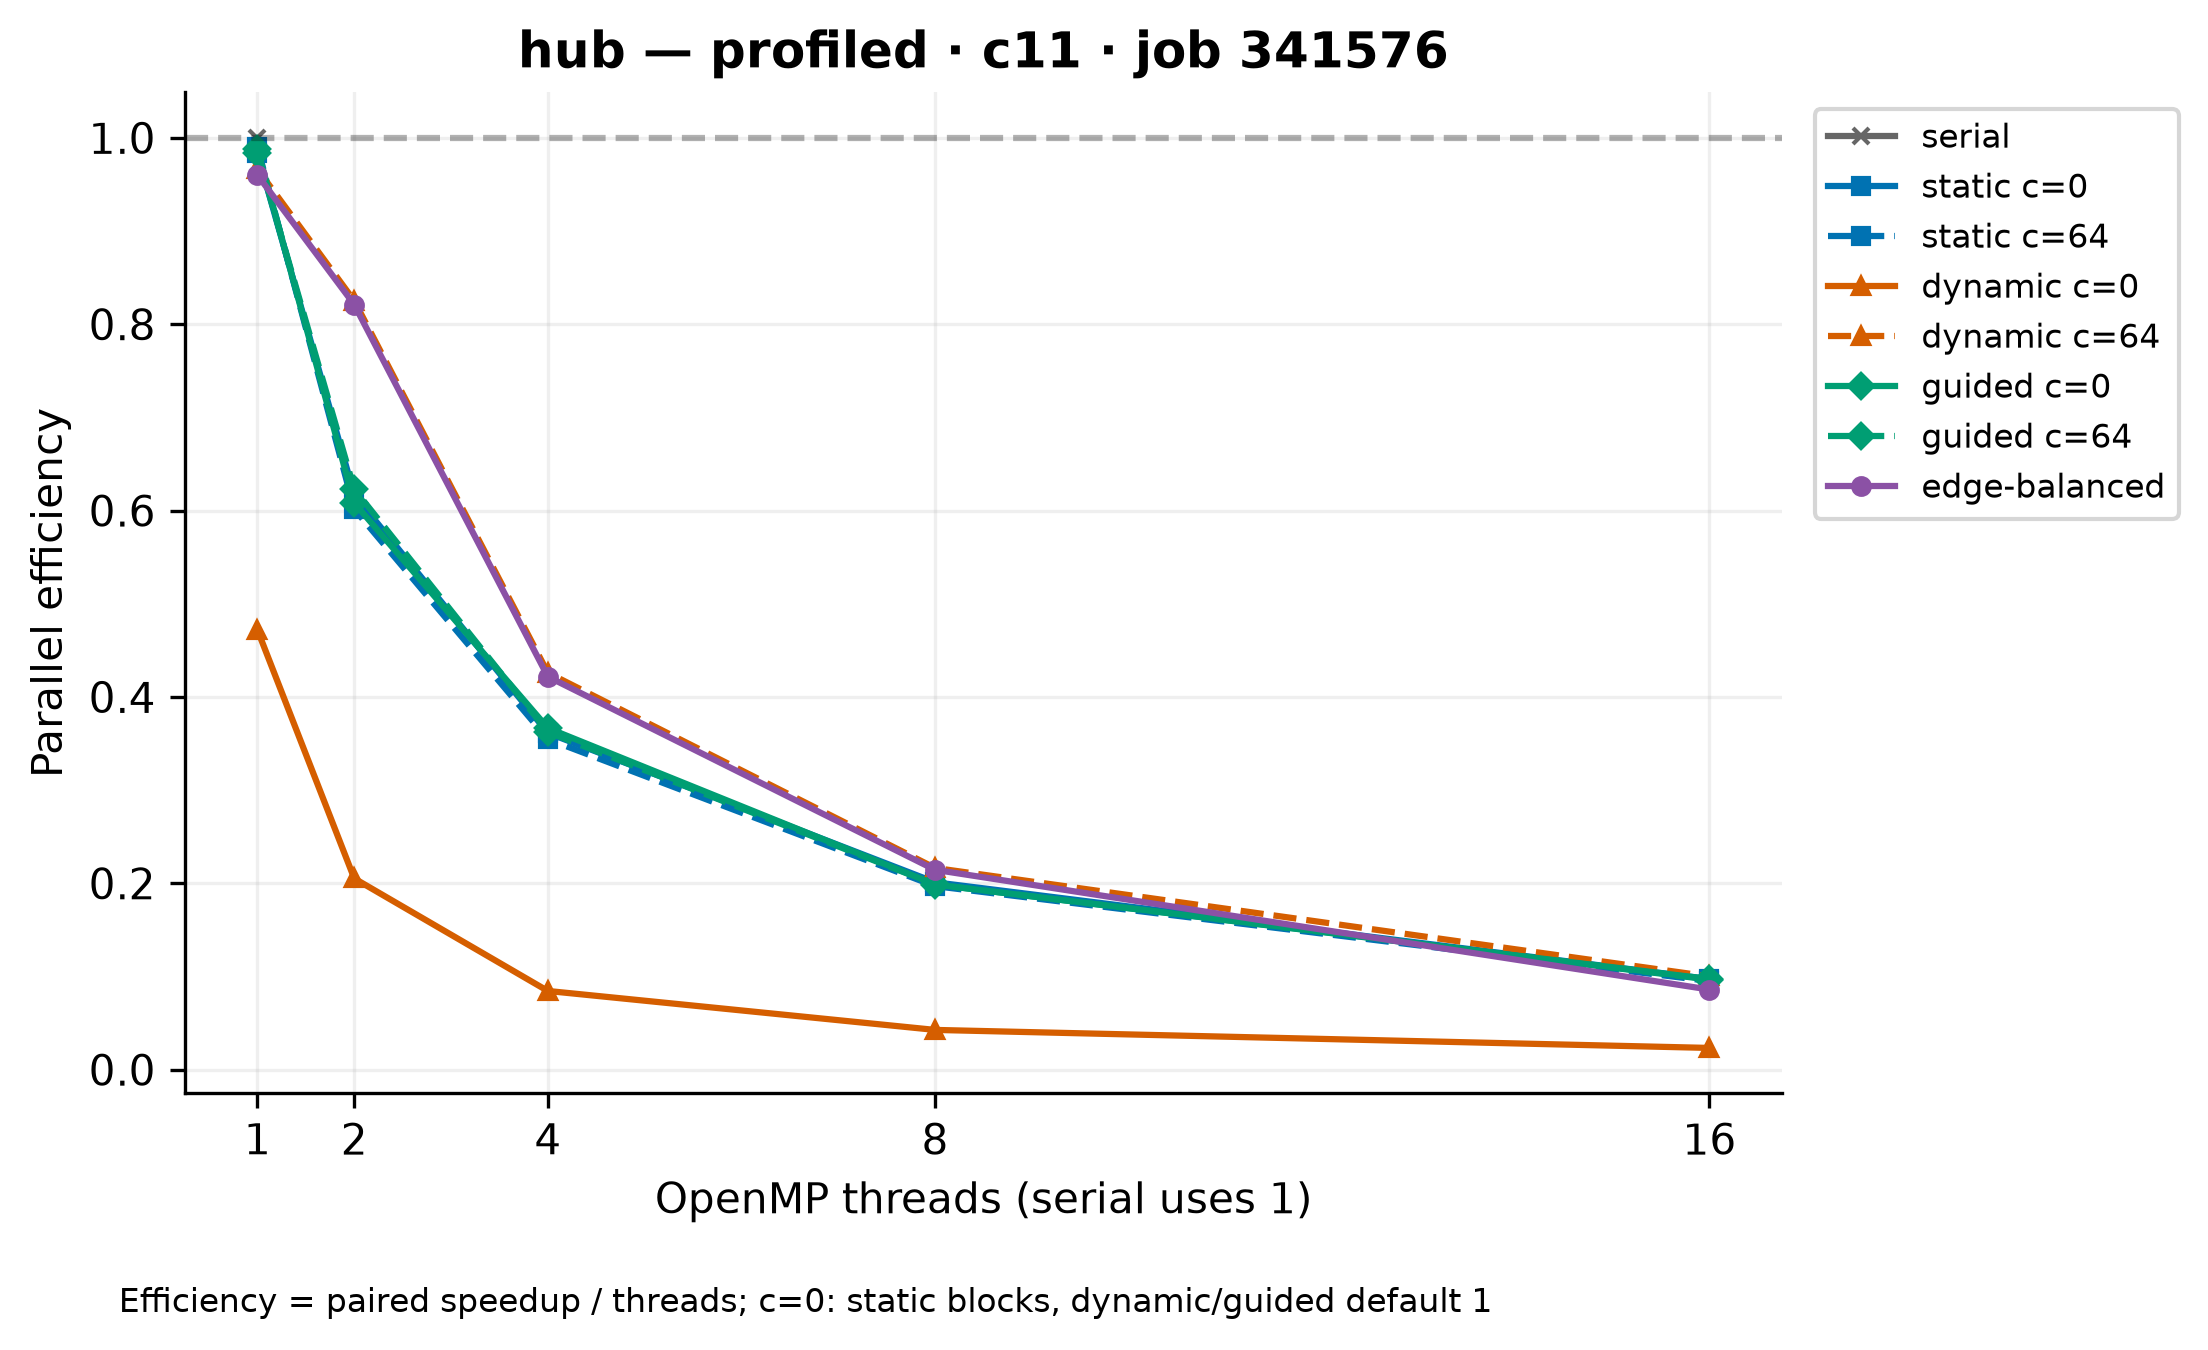 hub — profiled · c11 · job 341576
Parallel efficiency
1.0
0.8
0.6
0.4
0.2
0.0
1 2 4 8 16
OpenMP threads (serial uses 1)
serial
static c=0
static c=64
dynamic c=0
dynamic c=64
guided c=0
guided c=64
edge-balanced
Efficiency = paired speedup / threads; c=0: static blocks, dynamic/guided default 1